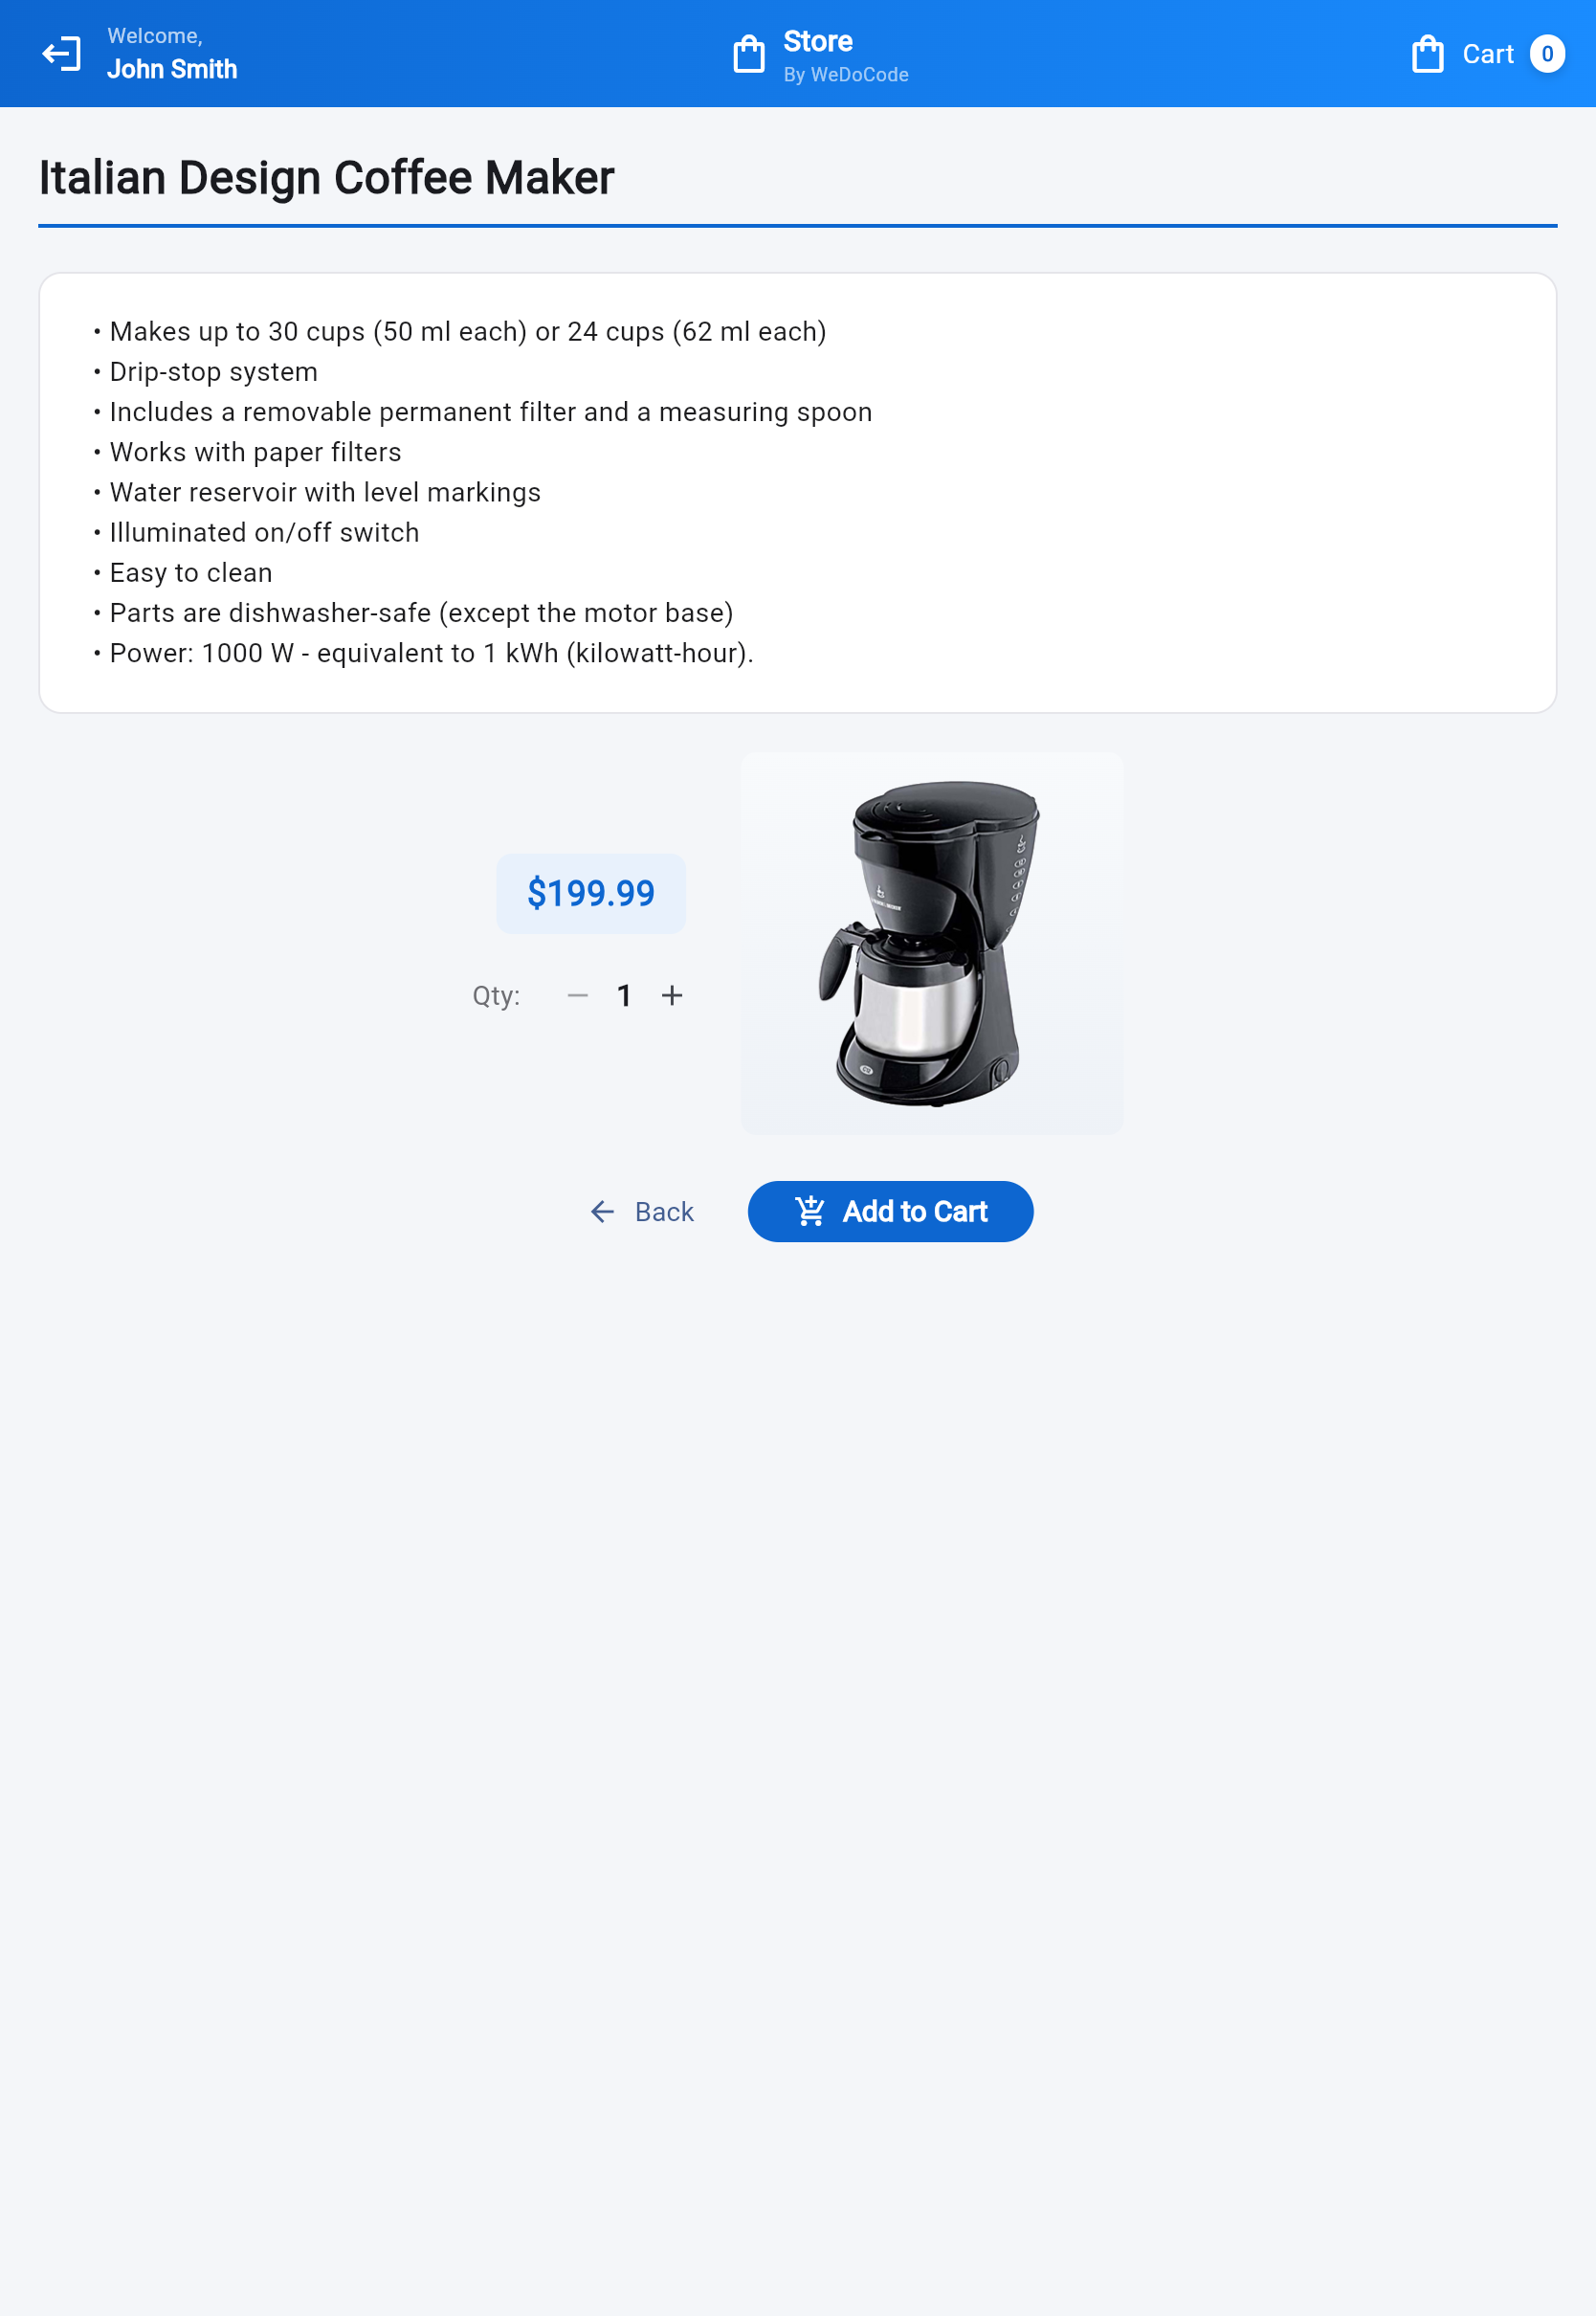 Welcome,
John Smith
Store
By WeDoCode
Cart 0
Italian Design Coffee Maker
• Makes up to 30 cups (50 ml each) or 24 cups (62 ml each)
• Drip-stop system
• Includes a removable permanent filter and a measuring spoon
• Works with paper filters
• Water reservoir with level markings
• Illuminated on/off switch
• Easy to clean
• Parts are dishwasher-safe (except the motor base)
• Power: 1000 W - equivalent to 1 kWh (kilowatt-hour).
$199.99
Qty: − 1 +
Back
Add to Cart